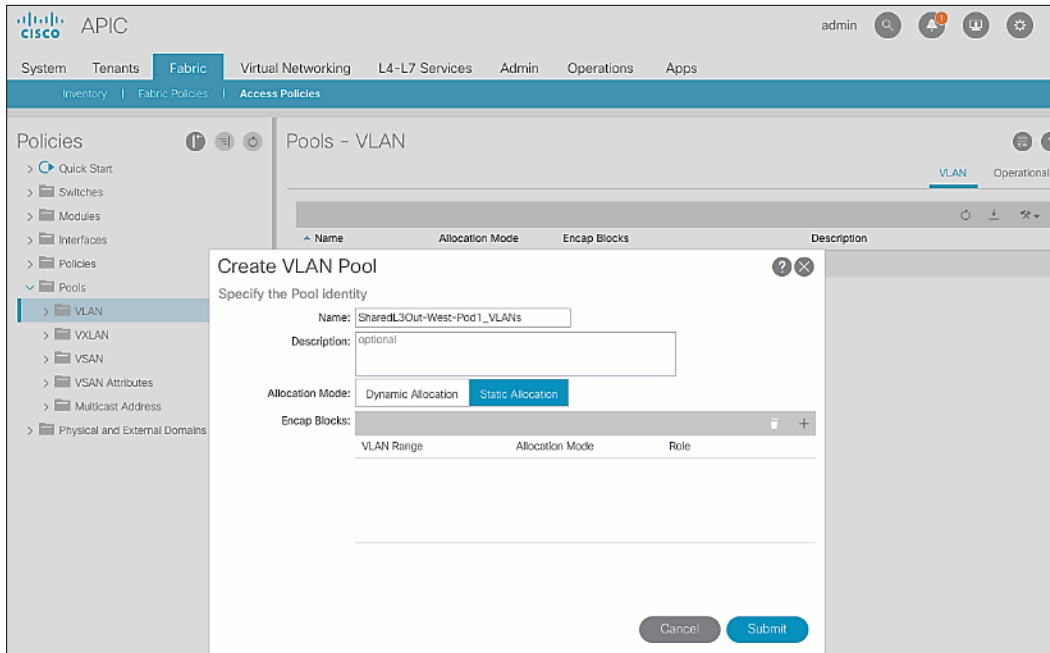 cisco APIC admin 1
System Tenants Fabric Virtual Networking L4-L7 Services Admin Operations Apps
Inventory | Fabric Policies | Access Policies
Policies
Quick Start
Switches
Modules
Interfaces
Policies
Pools
VLAN
VXLAN
VSAN
VSAN Attributes
Multicast Address
Physical and External Domains
Pools - VLAN
VLAN Operational
Name Allocation Mode Encap Blocks Description
Create VLAN Pool
Specify the Pool identity
Name: SharedL3Out-West-Pod1_VLANs
Description: optional
Allocation Mode: Dynamic Allocation Static Allocation
Encap Blocks:
VLAN Range Allocation Mode Role
Cancel Submit